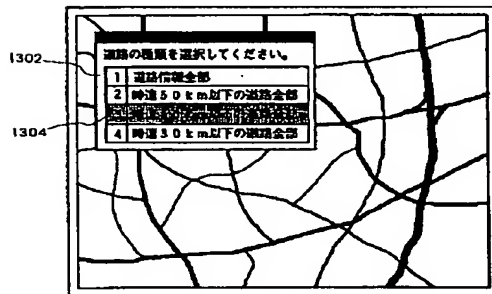 道路の種類を選択してください。
1302
1 道路情報全部
2 時速50km以下の道路全部
1304
4 時速30km以下の道路全部